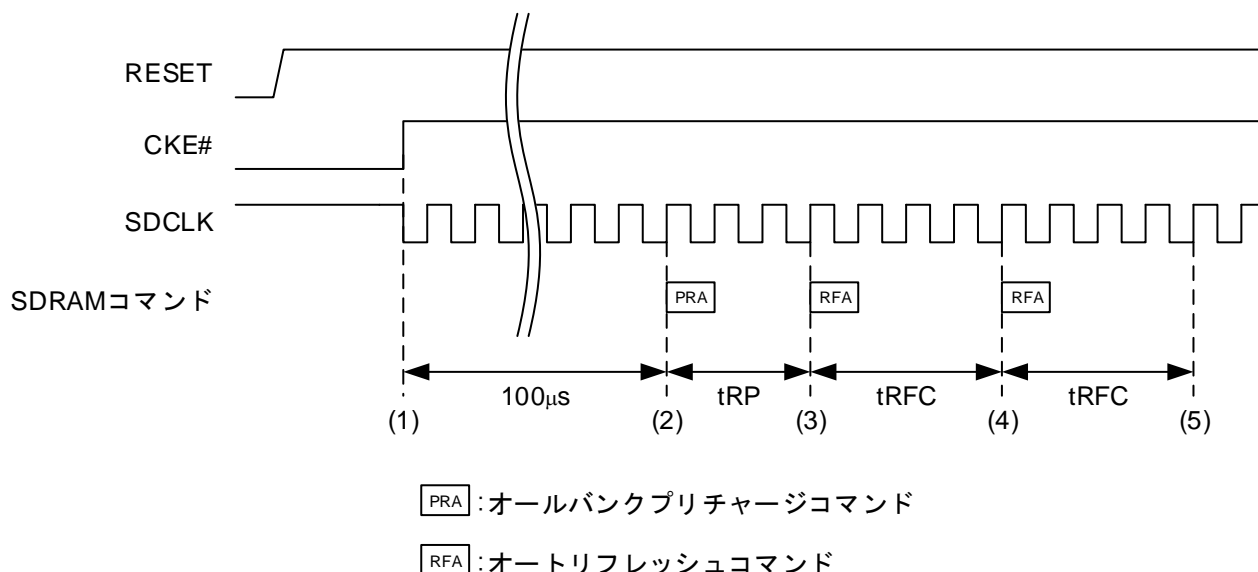 RESET
CKE#
SDCLK
SDRAMコマンド
PRA RFA RFA
100μs tRP tRFC tRFC
(1) (2) (3) (4) (5)
PRA :オールバンクプリチャージコマンド
RFA :オートリフレッシュコマンド